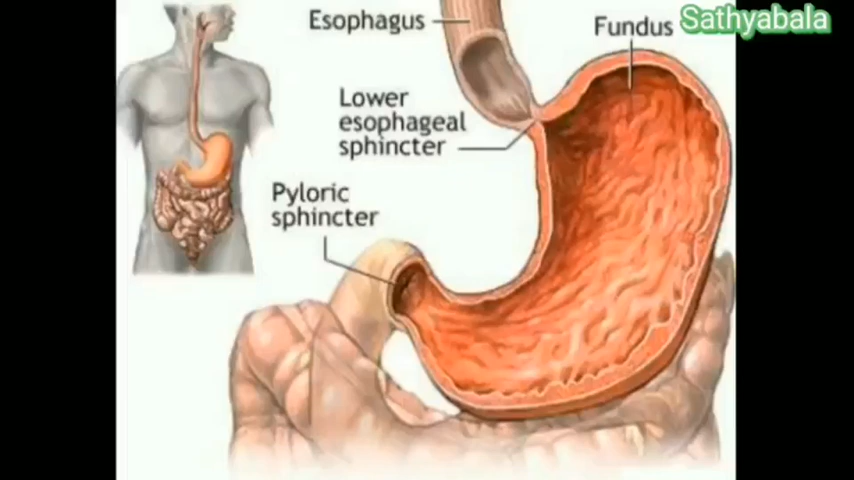 Esophagus
Fundus
Sathyabala
Lower
esophageal
sphincter
Pyloric
sphincter